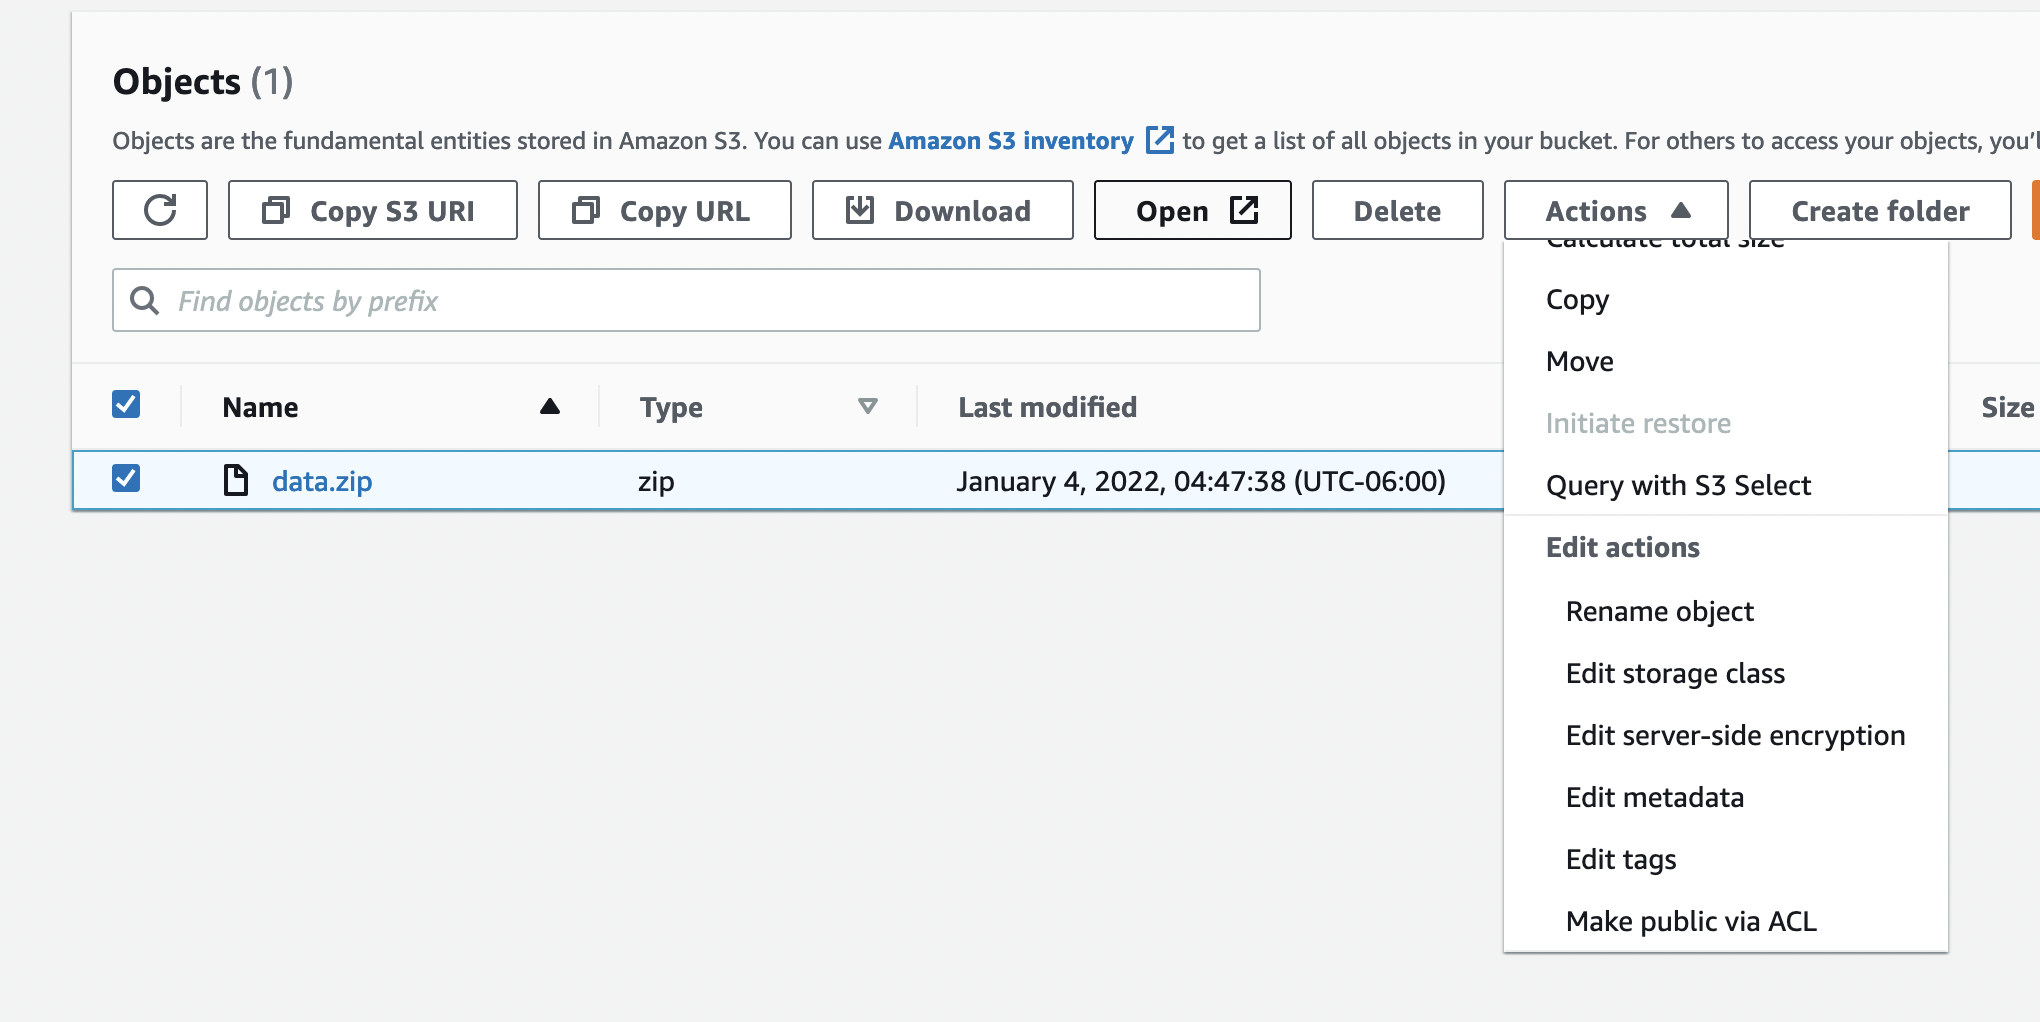 Objects (1)
Objects are the fundamental entities stored in Amazon S3. You can use Amazon S3 inventory to get a list of all objects in your bucket. For others to access your objects, you'l
Copy S3 URI Copy URL Download Open Delete Actions Create folder
Calculate total size
Find objects by prefix
Copy
Move
Name Type Last modified Size
Initiate restore
data.zip zip January 4, 2022, 04:47:38 (UTC-06:00)
Query with S3 Select
Edit actions
Rename object
Edit storage class
Edit server-side encryption
Edit metadata
Edit tags
Make public via ACL